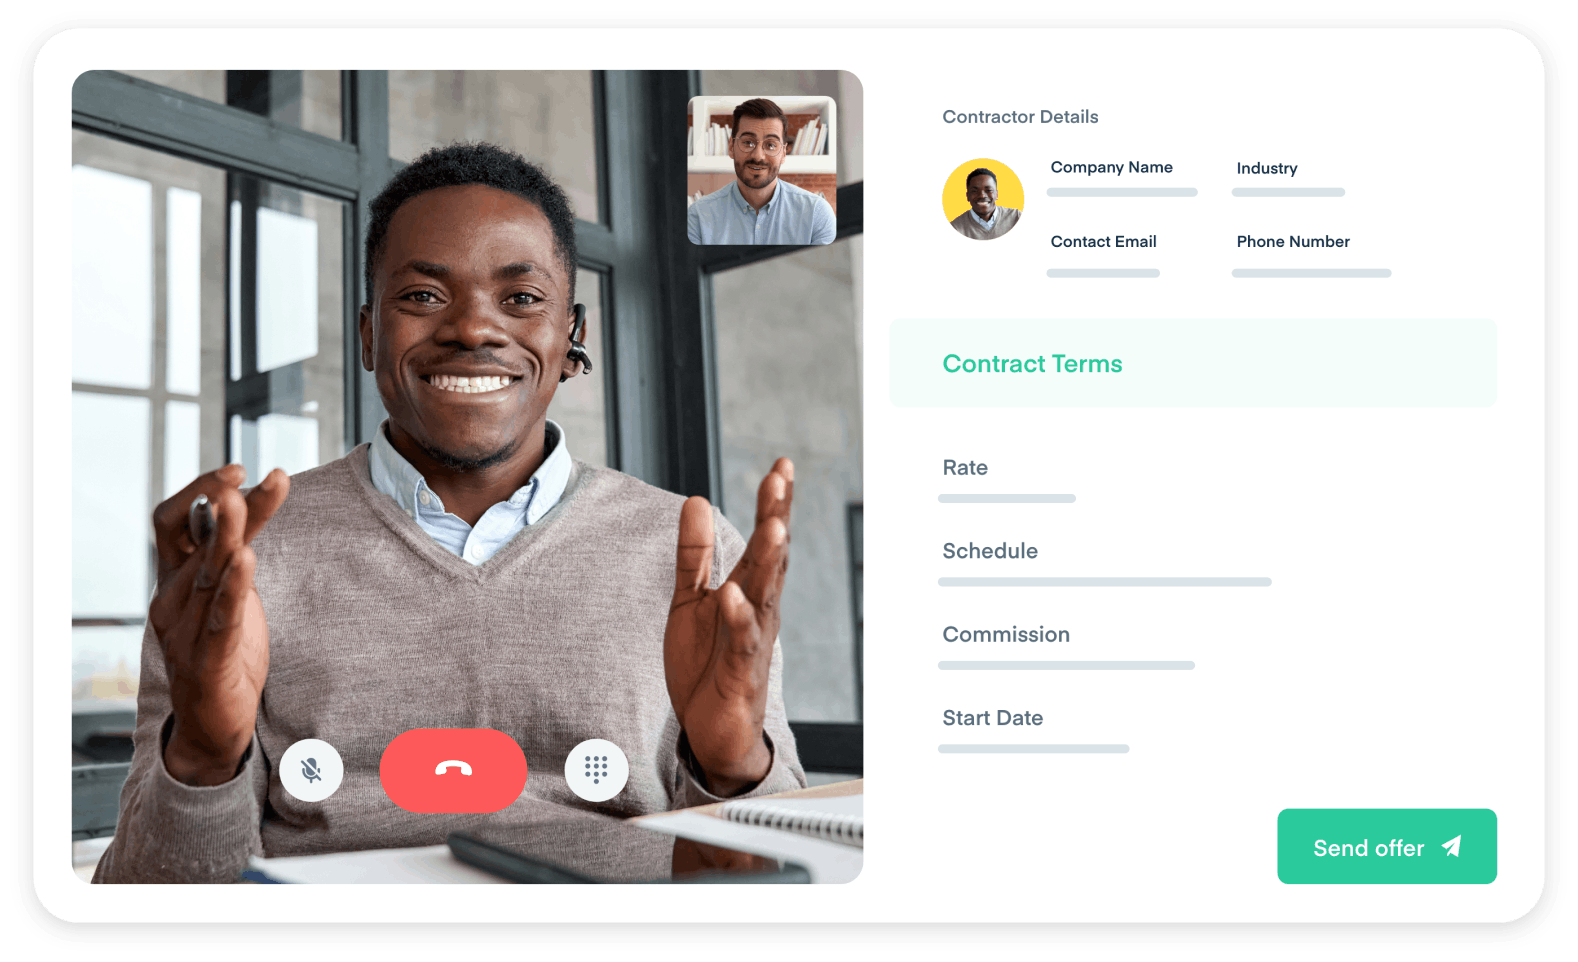 Contractor Details
Company Name
Industry
Contact Email
Phone Number
Contract Terms
Rate
Schedule
Commission
Start Date
Send offer